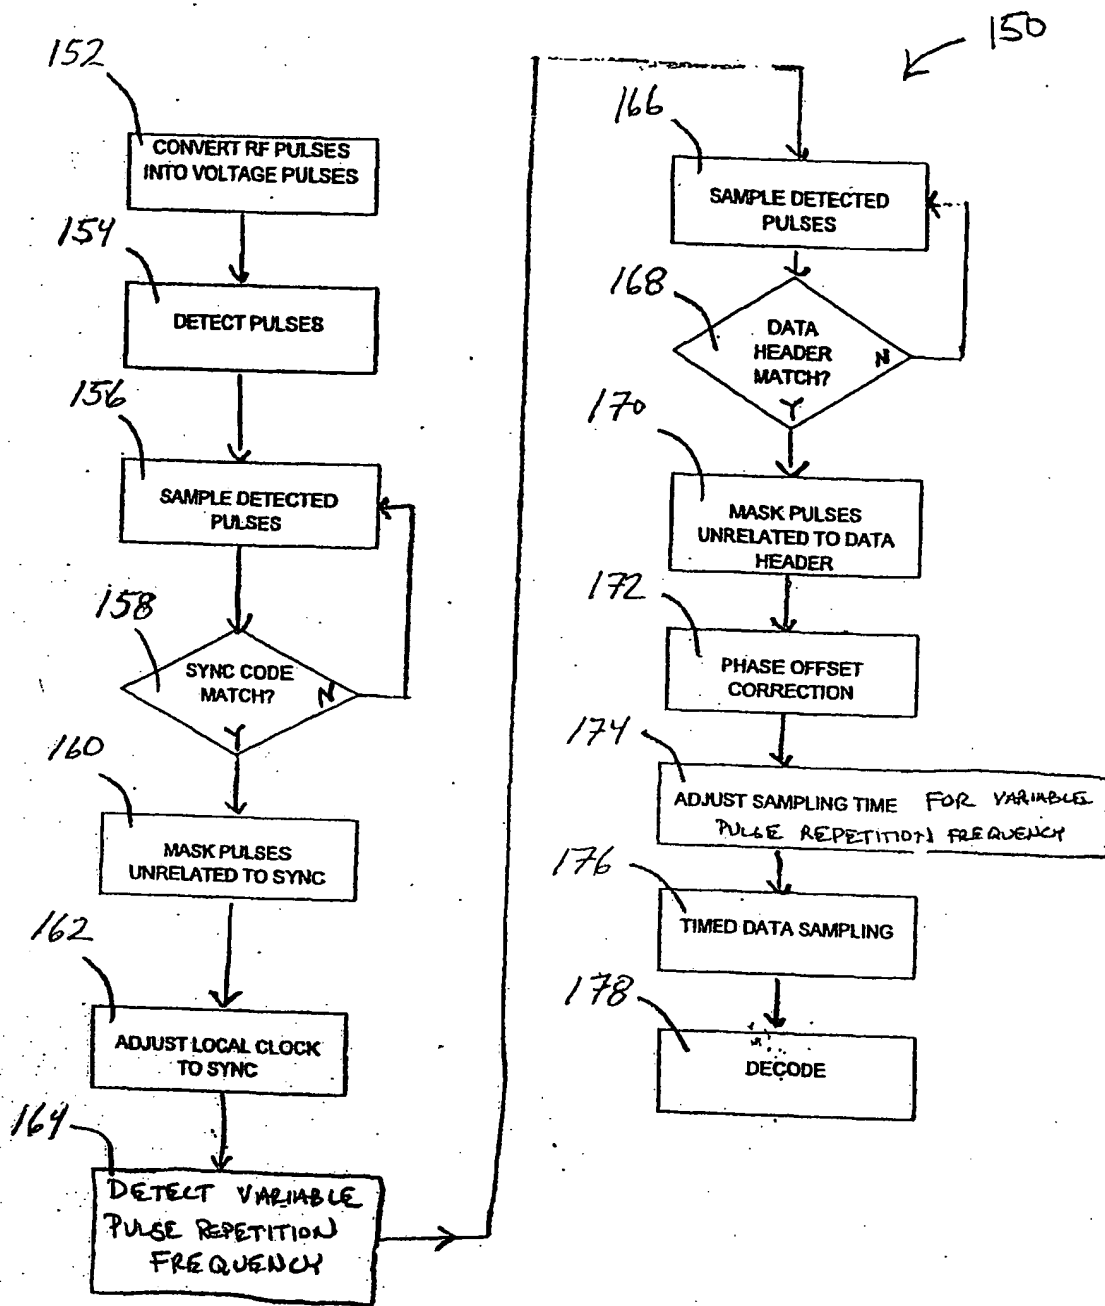 150
152
CONVERT RF PULSES
INTO VOLTAGE PULSES
154
DETECT PULSES
156
SAMPLE DETECTED
PULSES
158
SYNC CODE
MATCH?
N
Y
160
MASK PULSES
UNRELATED TO SYNC
162
ADJUST LOCAL CLOCK
TO SYNC
164
DETECT VARIABLE
PULSE REPETITION
FREQUENCY
166
SAMPLE DETECTED
PULSES
168
DATA
HEADER
MATCH?
N
Y
170
MASK PULSES
UNRELATED TO DATA
HEADER
172
PHASE OFFSET
CORRECTION
174
ADJUST SAMPLING TIME FOR VARIABLE
PULSE REPETITION FREQUENCY
176
TIMED DATA SAMPLING
178
DECODE